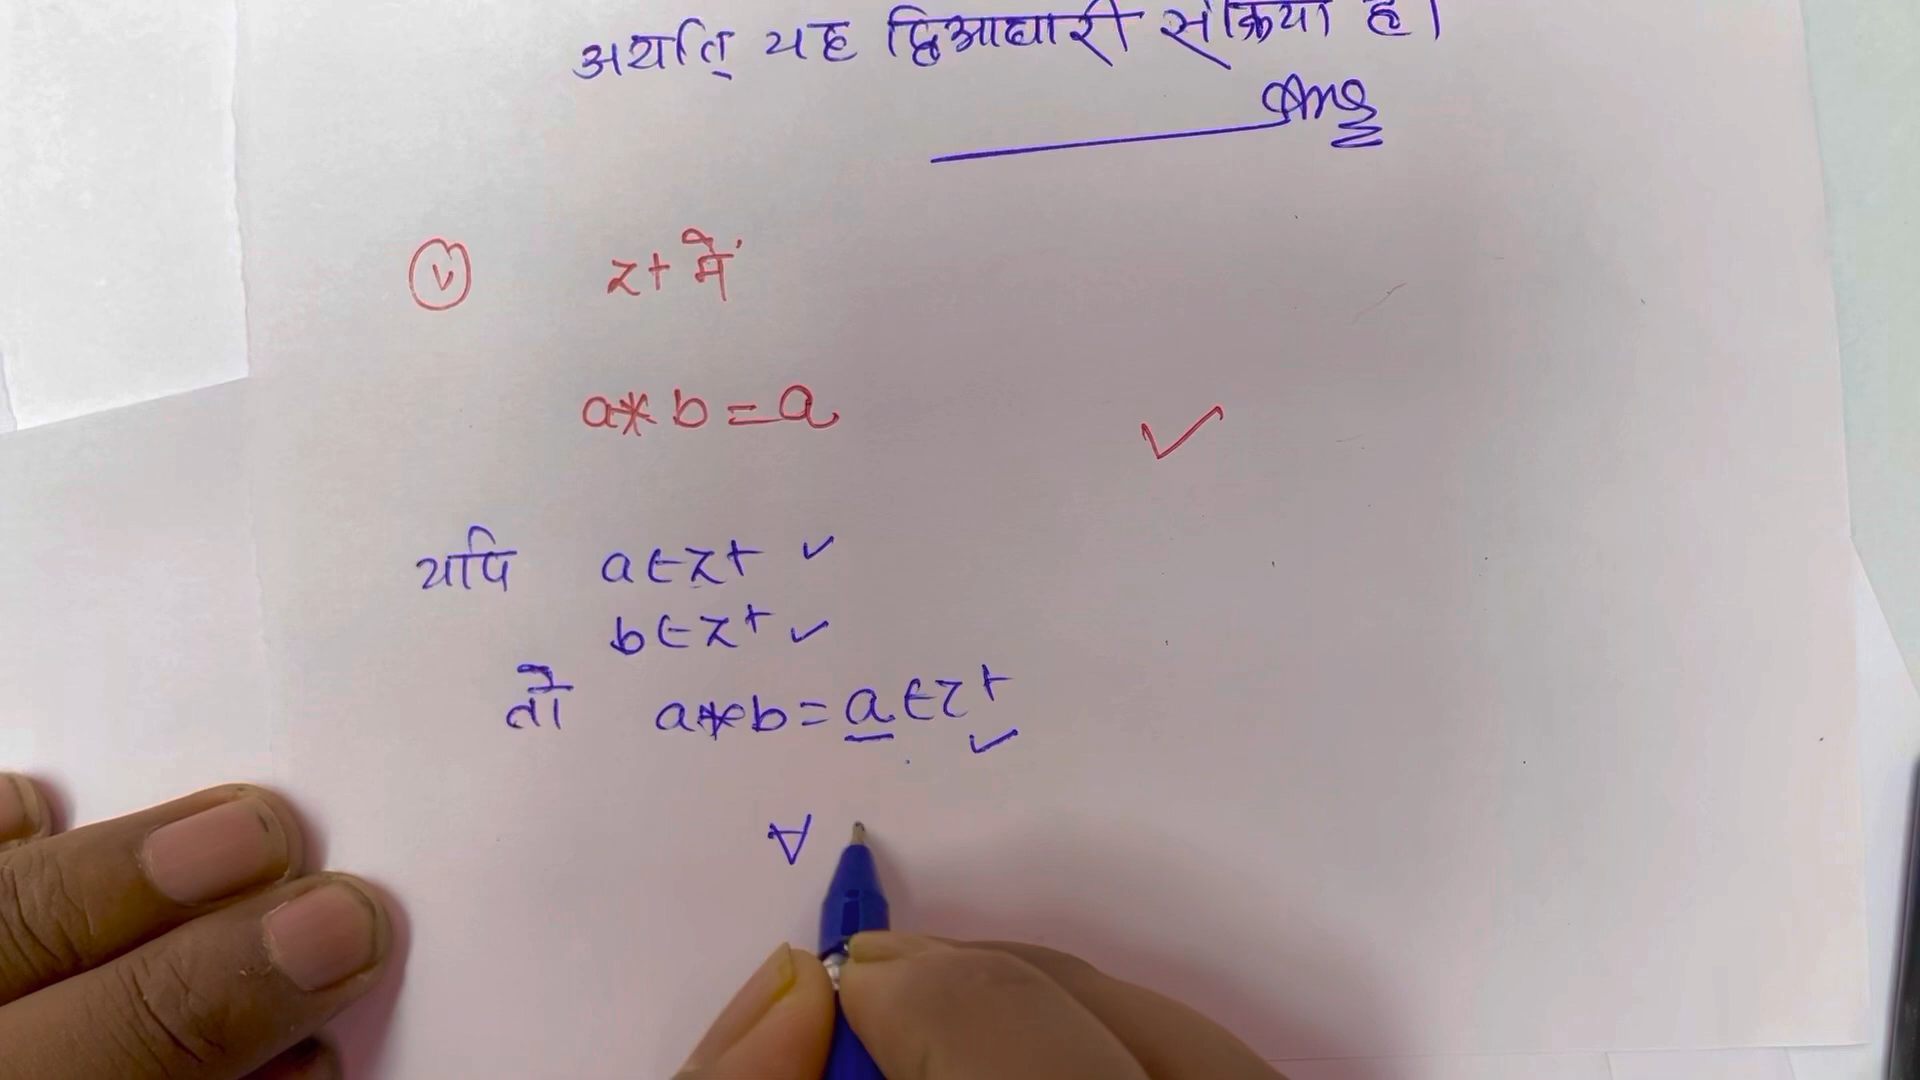 अर्थात् यह द्विआधारी संक्रिया है।
Ans
(v) z+ में
a * b = a
यदि a ∈ z+ ✓
b ∈ z+ ✓
तो a * b = a ∈ z+ ✓
∀